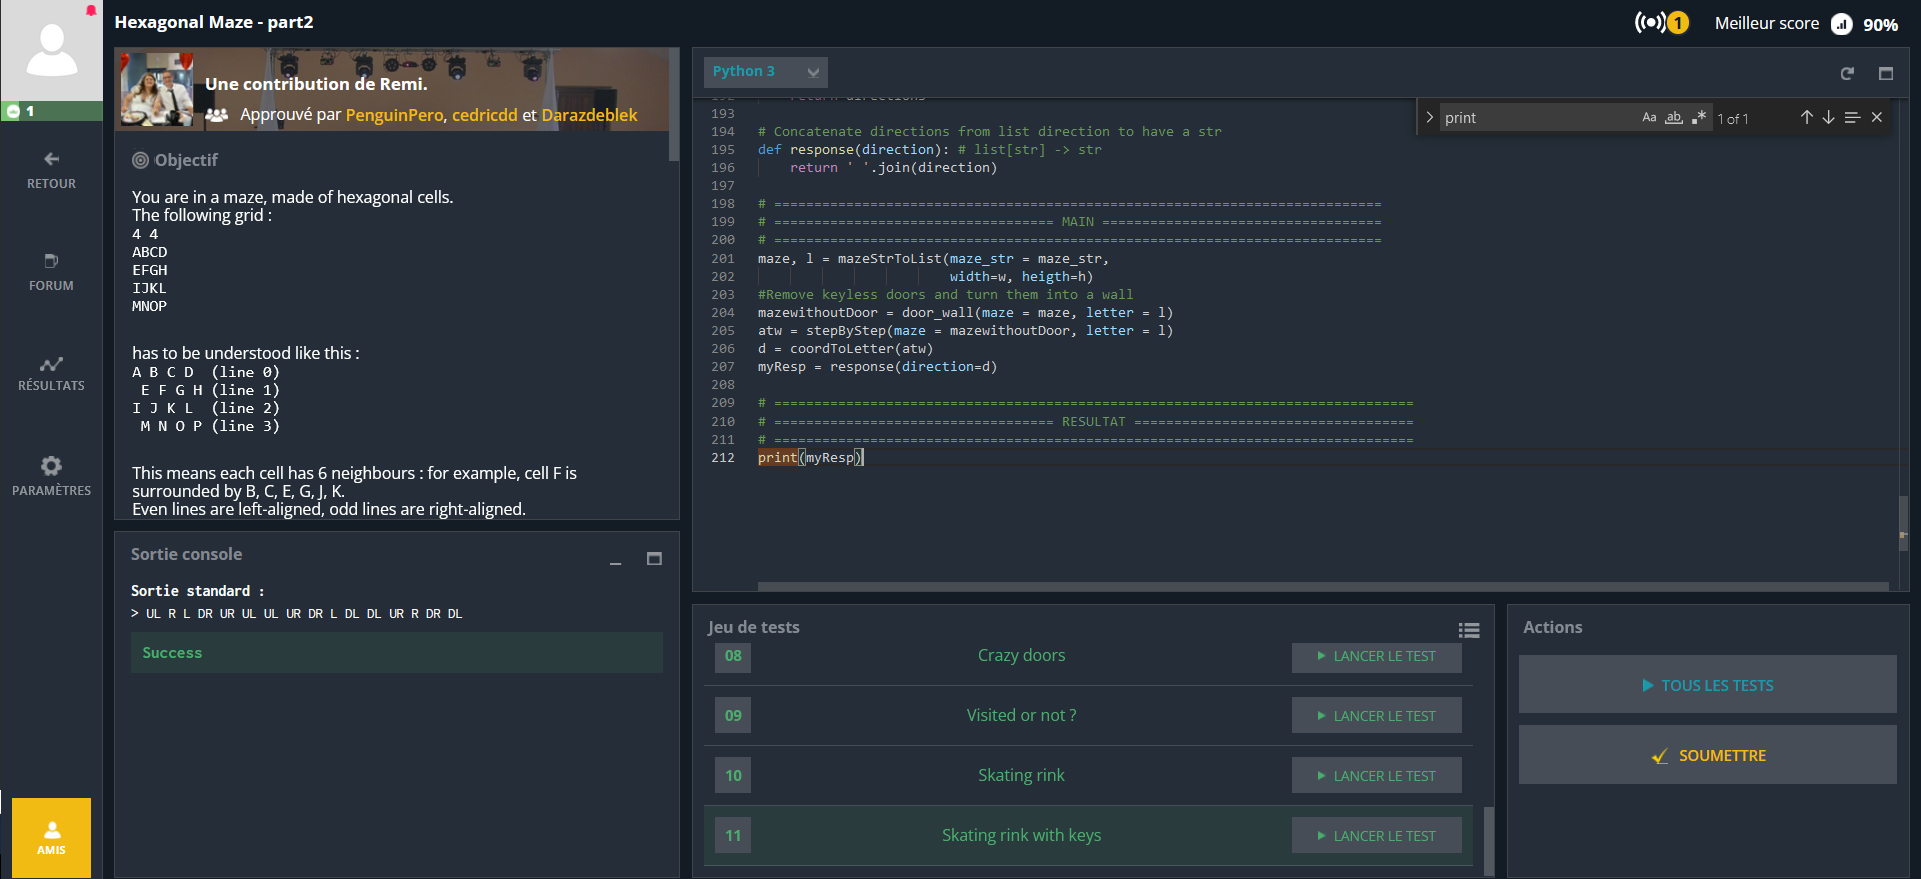 Hexagonal Maze - part2
1
Meilleur score
90%
1
RETOUR
FORUM
RÉSULTATS
PARAMÈTRES
AMIS
Une contribution de Remi.
Approuvé par PenguinPero, cedricdd et Darazdeblek
Objectif
You are in a maze, made of hexagonal cells.
The following grid :
4 4
ABCD
EFGH
IJKL
MNOP
has to be understood like this :
A B C D  (line 0)
 E F G H (line 1)
I J K L  (line 2)
 M N O P (line 3)
This means each cell has 6 neighbours : for example, cell F is
surrounded by B, C, E, G, J, K.
Even lines are left-aligned, odd lines are right-aligned.
Sortie console
Sortie standard :
> UL R L DR UR UL UL UR DR L DL DL UR R DR DL
Success
Python 3
print
Aa
ab
.*
1 of 1
192 return directions
193
194 # Concatenate directions from list direction to have a str
195 def response(direction): # list[str] -> str
196     return ' '.join(direction)
197
198 # ============================================================================
199 # =================================== MAIN ===================================
200 # ============================================================================
201 maze, l = mazeStrToList(maze_str = maze_str,
202                         width=w, heigth=h)
203 #Remove keyless doors and turn them into a wall
204 mazewithoutDoor = door_wall(maze = maze, letter = l)
205 atw = stepByStep(maze = mazewithoutDoor, letter = l)
206 d = coordToLetter(atw)
207 myResp = response(direction=d)
208
209 # ================================================================================
210 # =================================== RESULTAT ===================================
211 # ================================================================================
212 print(myResp)
Jeu de tests
08 Crazy doors LANCER LE TEST
09 Visited or not ? LANCER LE TEST
10 Skating rink LANCER LE TEST
11 Skating rink with keys LANCER LE TEST
Actions
TOUS LES TESTS
SOUMETTRE